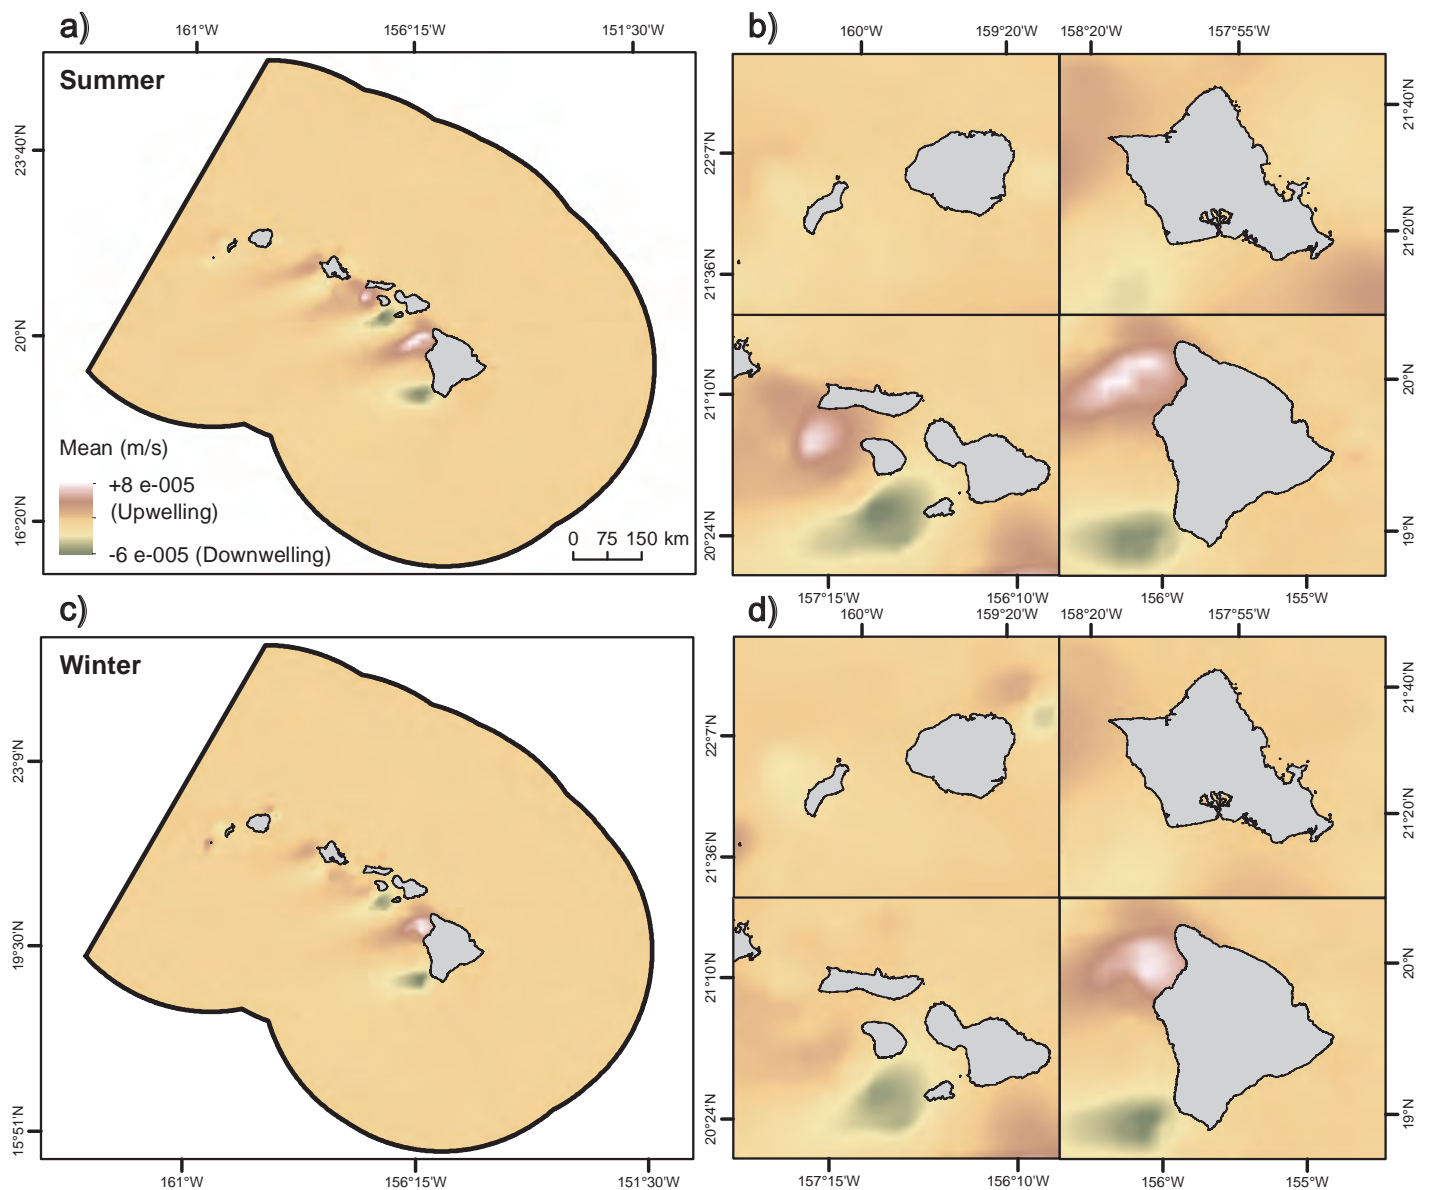 a)
161°W 156°15'W 151°30'W
Summer
23°40'N
20°N
16°20'N
Mean (m/s)
+8 e-005
(Upwelling)
-6 e-005 (Downwelling)
0 75 150 km
b)
160°W 159°20'W 158°20'W 157°55'W
22°7'N
21°36'N
21°40'N
21°20'N
21°10'N
20°24'N
20°N
19°N
157°15'W 156°10'W 156°W 155°W
c)
Winter
23°9'N
19°30'N
15°51'N
161°W 156°15'W 151°30'W
d)
160°W 159°20'W 158°20'W 157°55'W
22°7'N
21°36'N
21°40'N
21°20'N
21°10'N
20°24'N
20°N
19°N
157°15'W 156°10'W 156°W 155°W